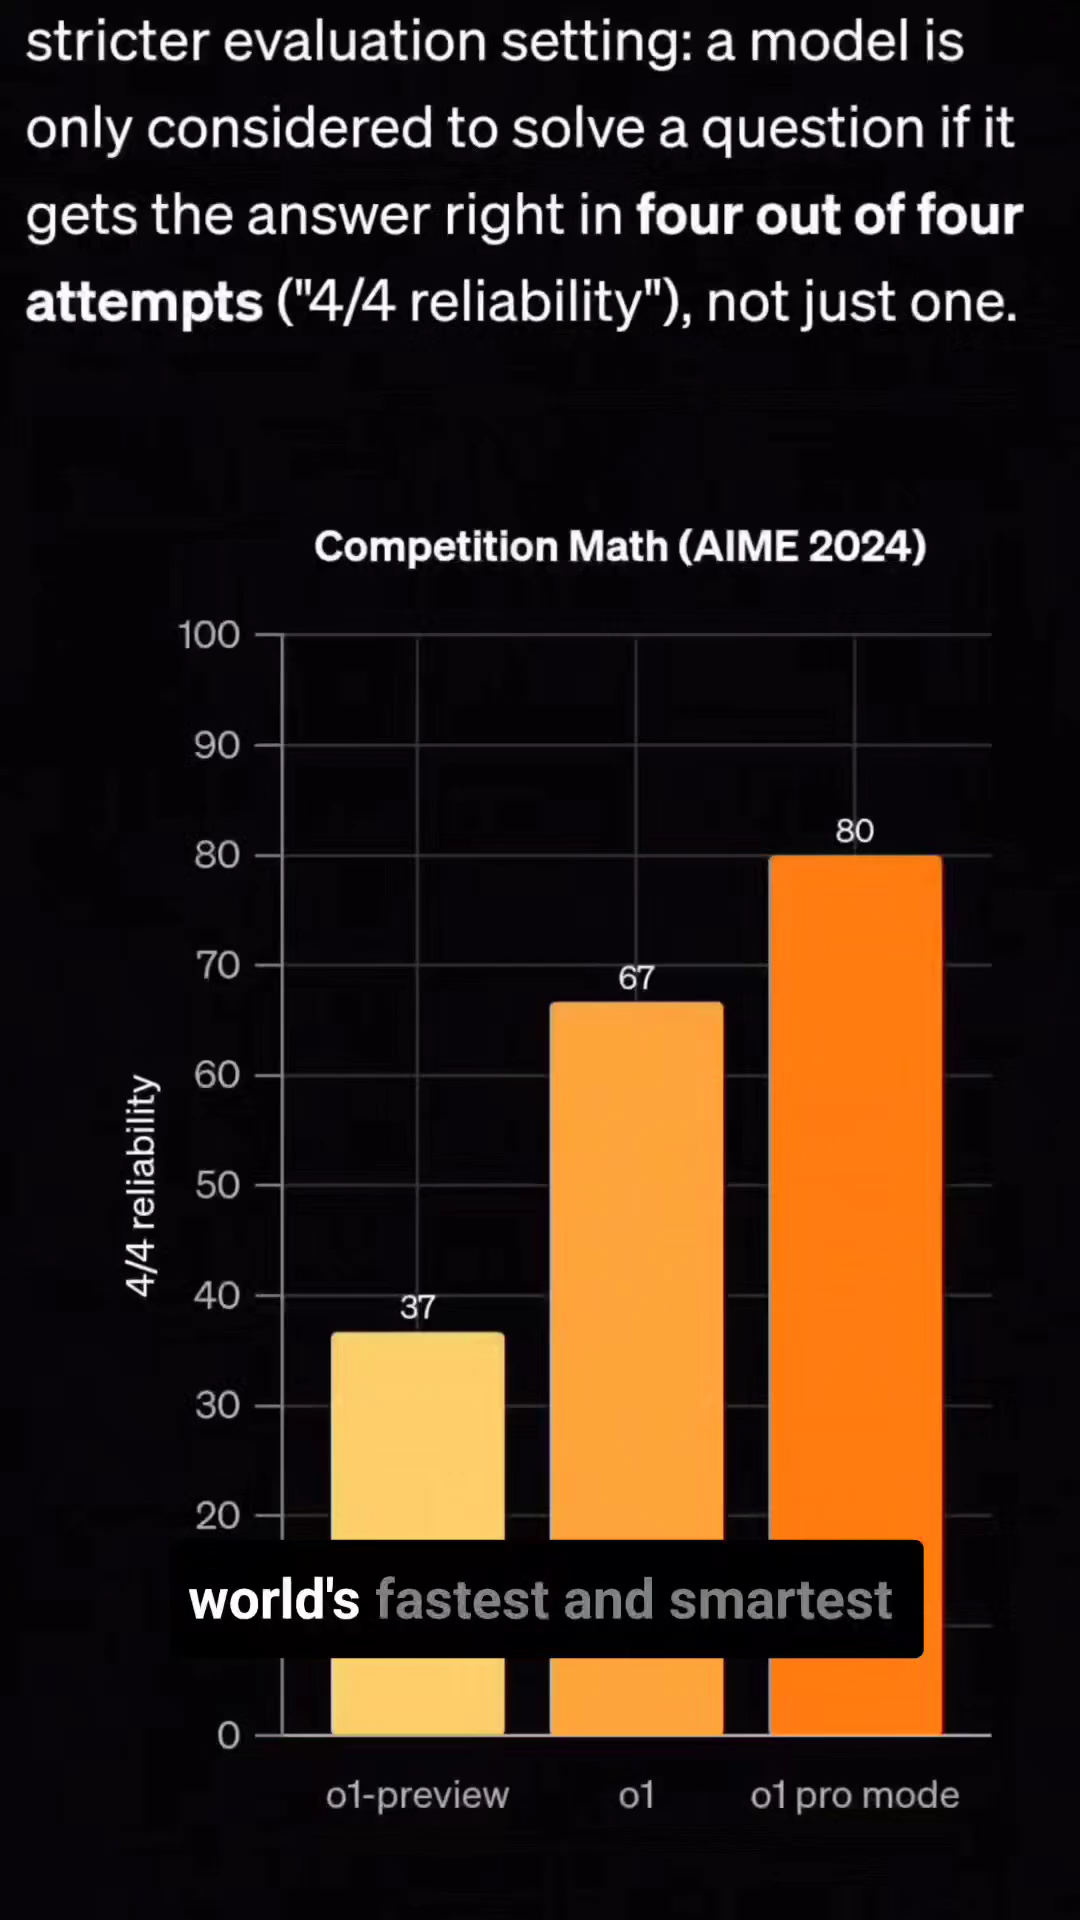 stricter evaluation setting: a model is
only considered to solve a question if it
gets the answer right in four out of four
attempts ("4/4 reliability"), not just one.
Competition Math (AIME 2024)
100
90
80
70
60
50
40
30
20
0
4/4 reliability
37
67
80
world's fastest and smartest
o1-preview
o1
o1 pro mode